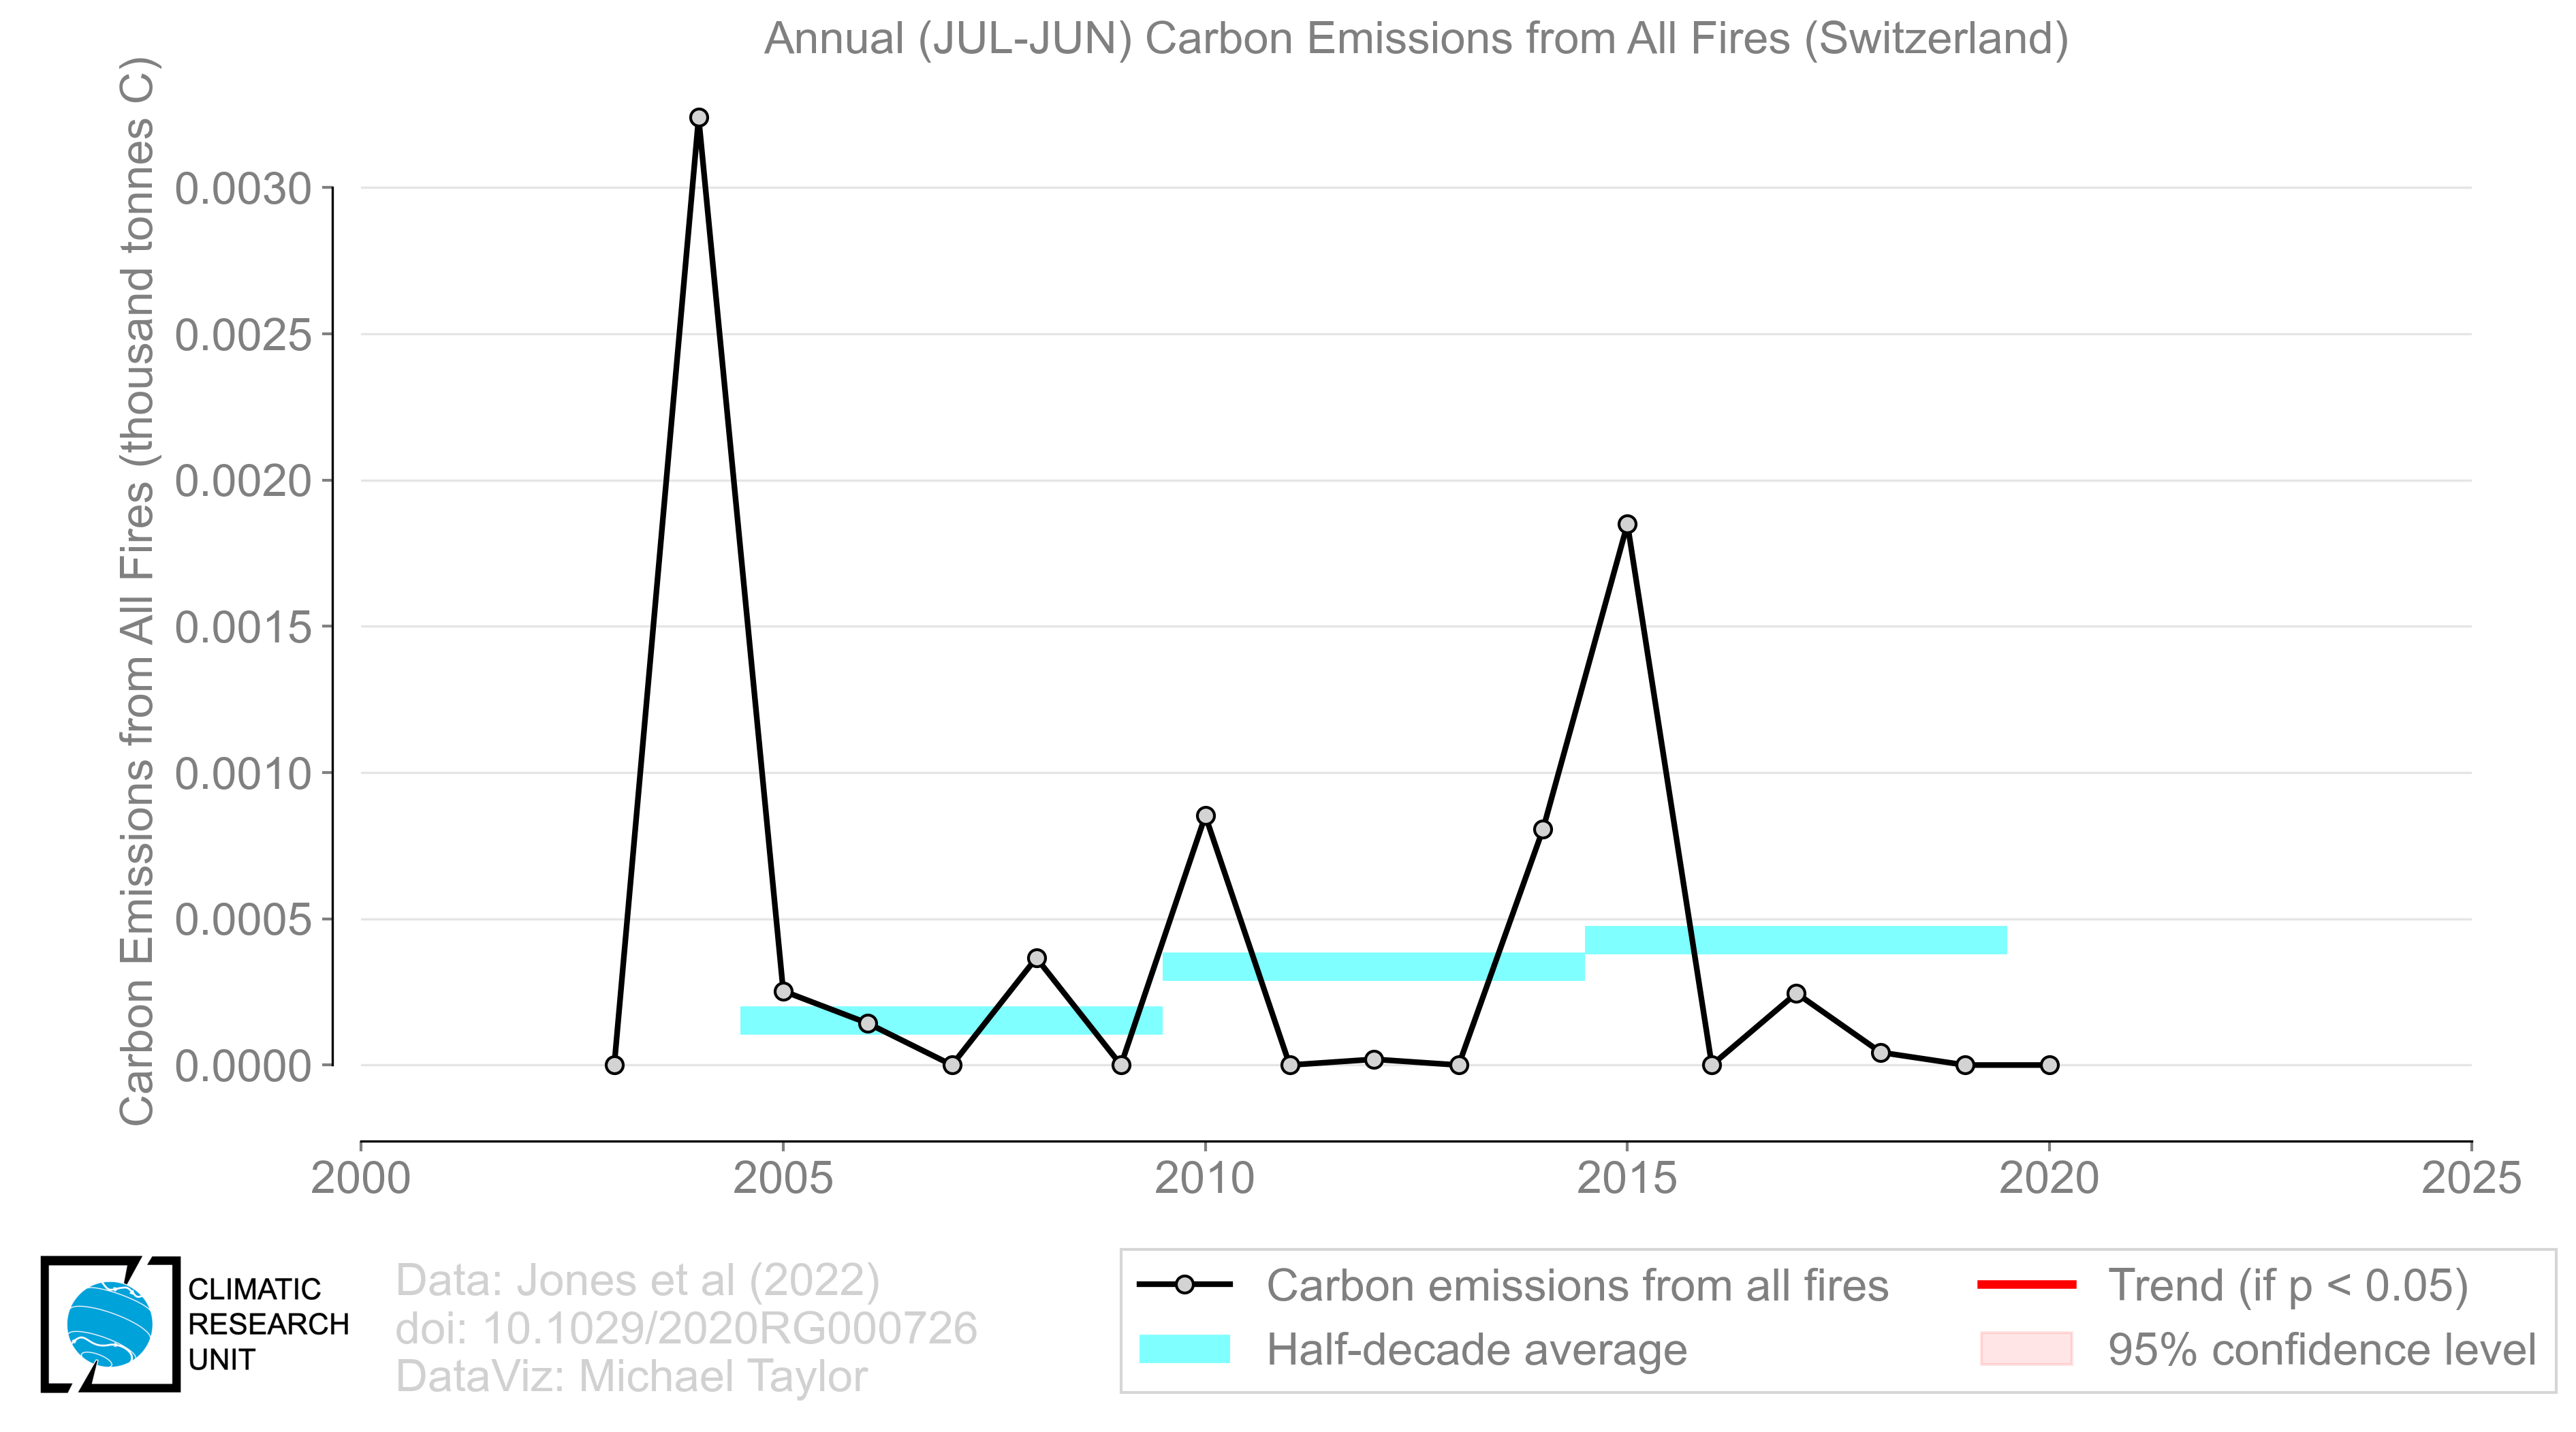 Annual (JUL-JUN) Carbon Emissions from All Fires (Switzerland)
Carbon Emissions from All Fires (thousand tonnes C)
0.0030
0.0025
0.0020
0.0015
0.0010
0.0005
0.0000
2000 2005 2010 2015 2020 2025
CLIMATIC
RESEARCH
UNIT
Data: Jones et al (2022)
doi: 10.1029/2020RG000726
DataViz: Michael Taylor
Carbon emissions from all fires
Half-decade average
Trend (if p < 0.05)
95% confidence level